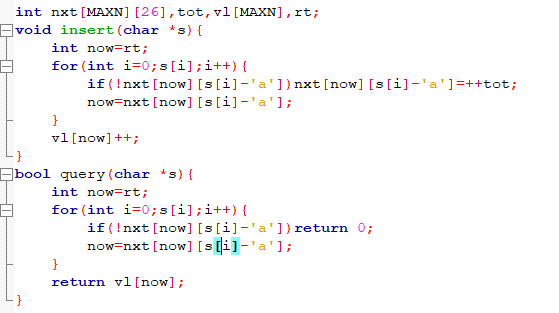 int nxt[MAXN][26],tot,vl[MAXN],rt;
void insert(char *s){
    int now=rt;
    for(int i=0;s[i];i++){
        if(!nxt[now][s[i]-'a'])nxt[now][s[i]-'a']=++tot;
        now=nxt[now][s[i]-'a'];
    }
    vl[now]++;
}
bool query(char *s){
    int now=rt;
    for(int i=0;s[i];i++){
        if(!nxt[now][s[i]-'a'])return 0;
        now=nxt[now][s[i]-'a'];
    }
    return vl[now];
}